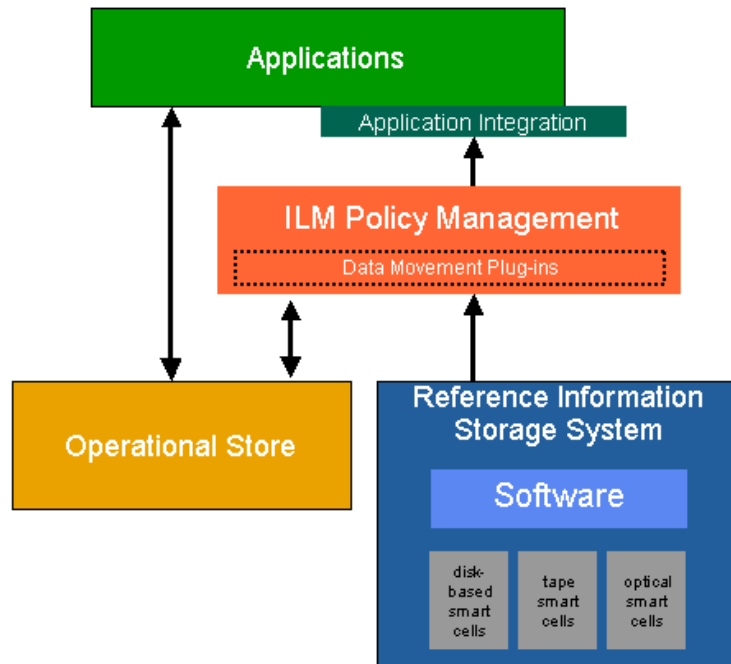 Applications
Application Integration
ILM Policy Management
Data Movement Plug-ins
Operational Store
Reference Information
Storage System
Software
disk-
based
smart
cells
tape
smart
cells
optical
smart
cells